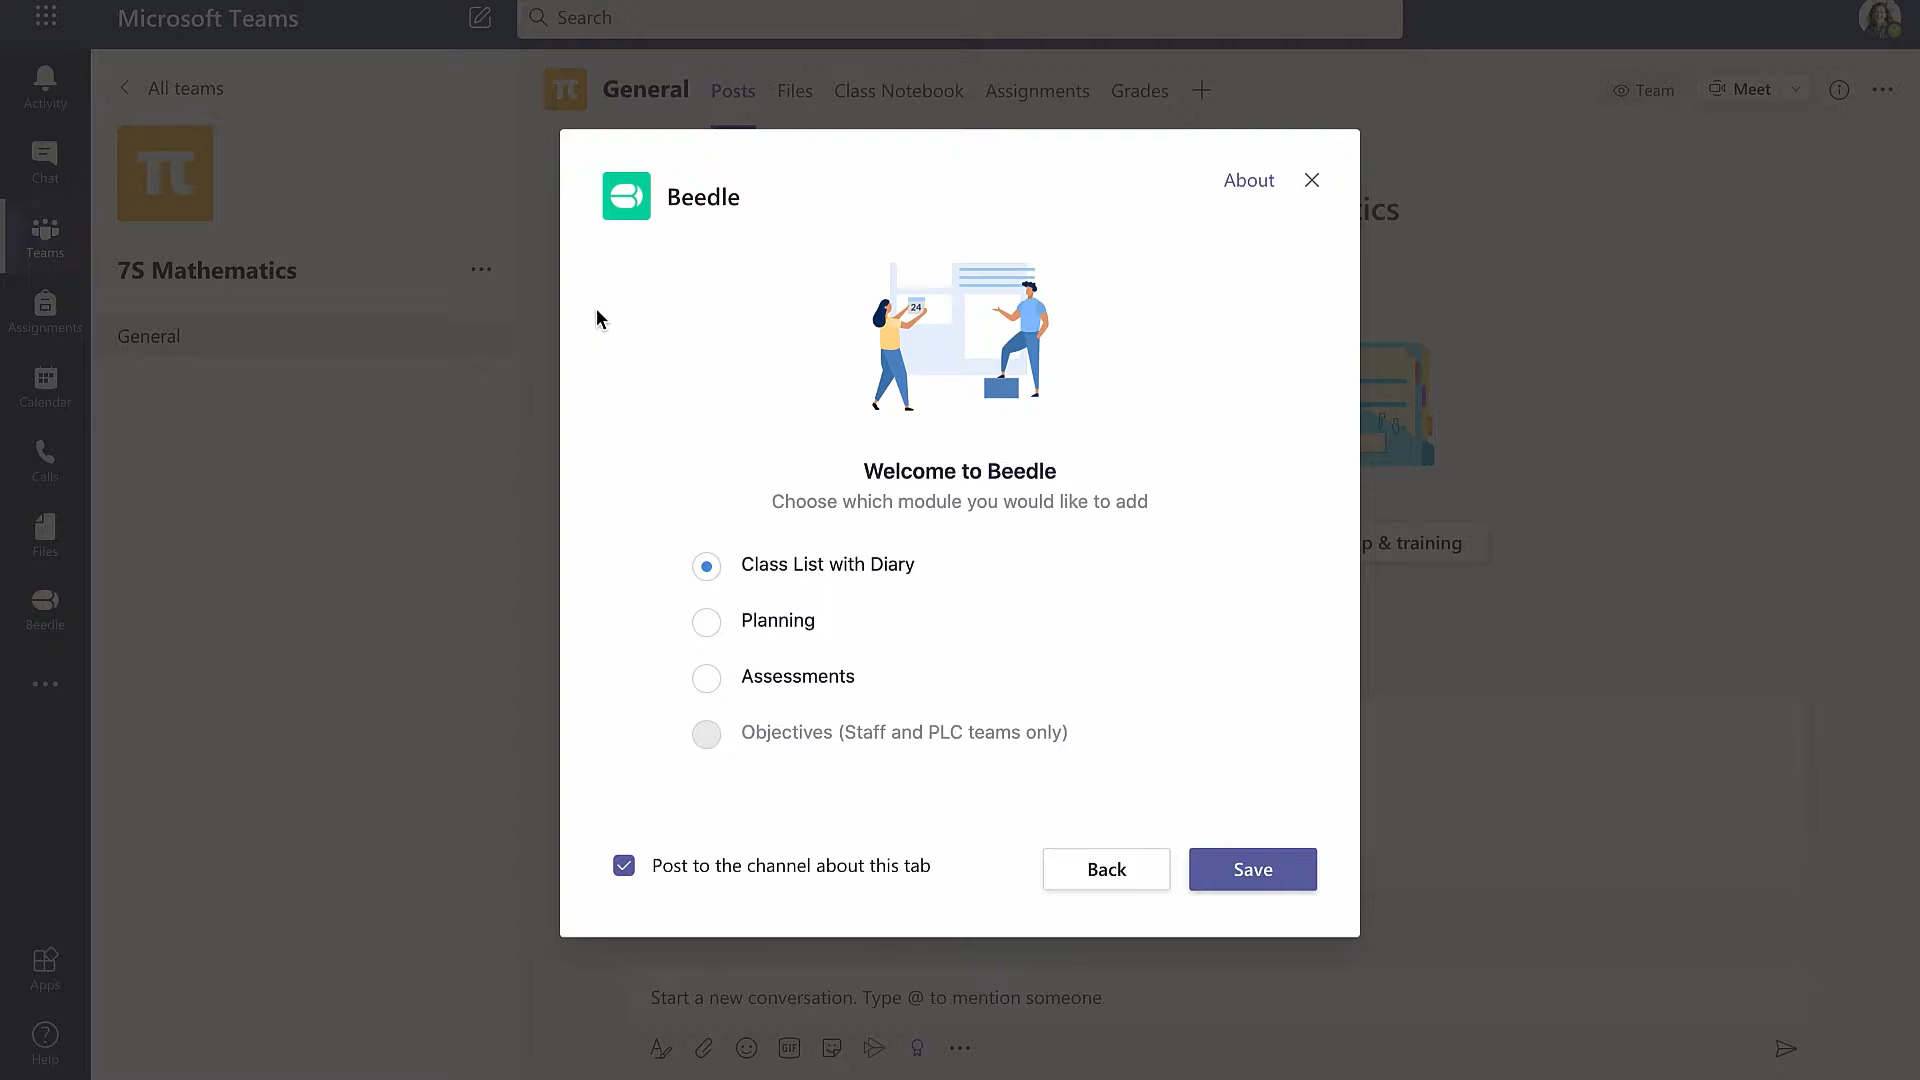 Microsoft Teams
Search
Activity
Chat
Teams
Assignments
Calendar
Calls
Files
Beedle
Apps
Help
All teams
7S Mathematics
General
General
Posts
Files
Class Notebook
Assignments
Grades
Team
Meet
ics
p & training
Beedle
About
24
Welcome to Beedle
Choose which module you would like to add
Class List with Diary
Planning
Assessments
Objectives (Staff and PLC teams only)
Post to the channel about this tab
Back
Save
Start a new conversation. Type @ to mention someone.
GIF